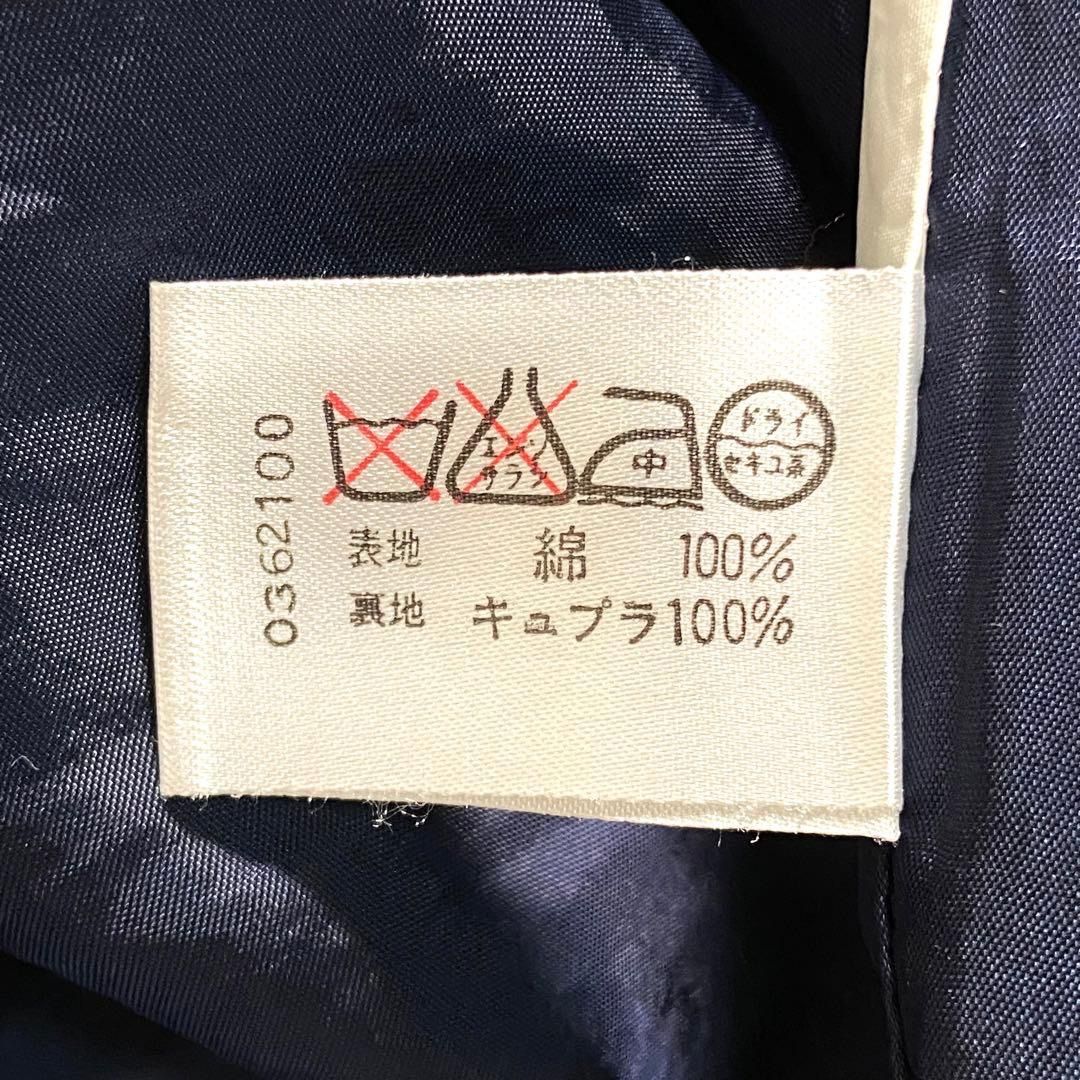 エンソ
サラシ
中
ドライ
セキユ系
表地 綿 100%
裏地 キュプラ100%
0362100